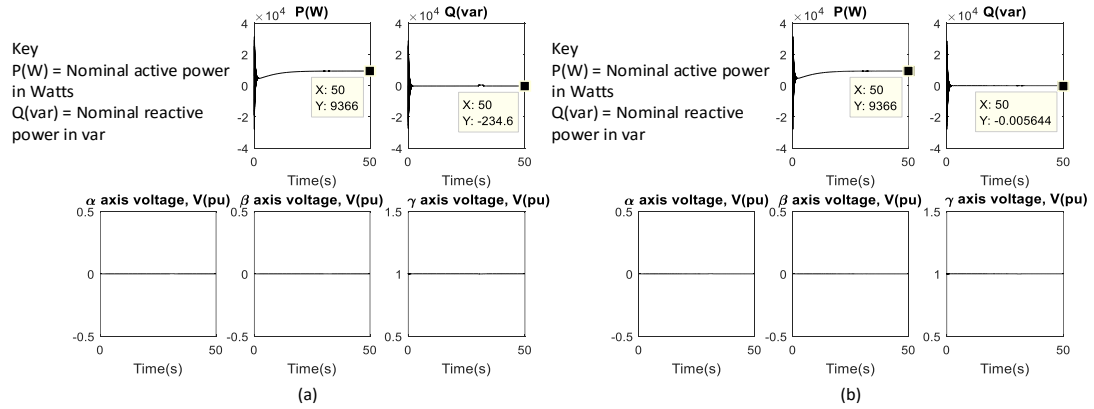 ×10⁴ P(W)
×10⁴ Q(var)
Key
P(W) = Nominal active power
in Watts
Q(var) = Nominal reactive
power in var
4
2
0
-2
-4
X: 50
Y: 9366
0
50
Time(s)
4
2
0
-2
-4
X: 50
Y: -234.6
0
50
Time(s)
α axis voltage, V(pu)
0.5
0
-0.5
0
50
Time(s)
β axis voltage, V(pu)
0.5
0
-0.5
0
50
Time(s)
γ axis voltage, V(pu)
1.5
1
0.5
0
50
Time(s)
(a)
×10⁴ P(W)
×10⁴ Q(var)
Key
P(W) = Nominal active power
in Watts
Q(var) = Nominal reactive
power in var
4
2
0
-2
-4
X: 50
Y: 9366
0
50
Time(s)
4
2
0
-2
-4
X: 50
Y: -0.005644
0
50
Time(s)
α axis voltage, V(pu)
0.5
0
-0.5
0
50
Time(s)
β axis voltage, V(pu)
0.5
0
-0.5
0
50
Time(s)
γ axis voltage, V(pu)
1.5
1
0.5
0
50
Time(s)
(b)